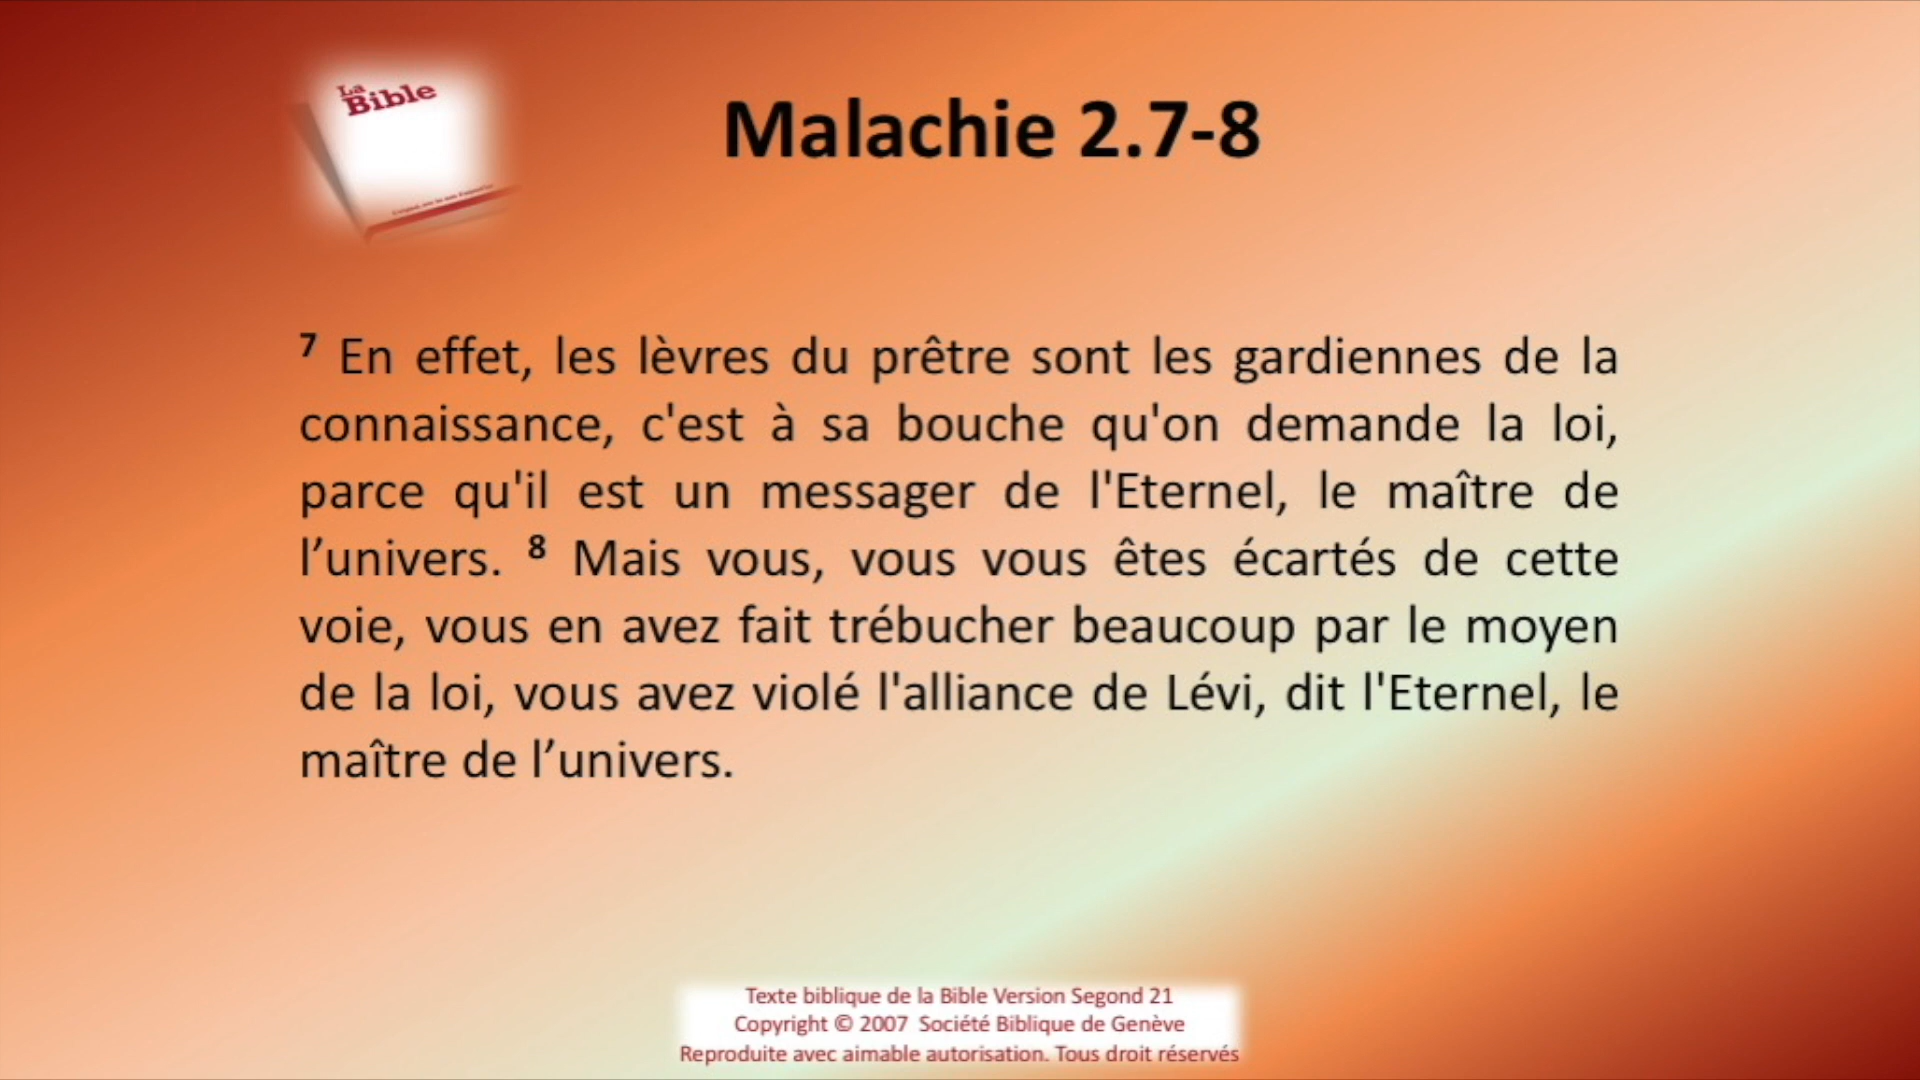 La
Bible
Malachie 2.7-8
7 En effet, les lèvres du prêtre sont les gardiennes de la
connaissance, c'est à sa bouche qu'on demande la loi,
parce qu'il est un messager de l'Eternel, le maître de
l’univers. 8 Mais vous, vous vous êtes écartés de cette
voie, vous en avez fait trébucher beaucoup par le moyen
de la loi, vous avez violé l'alliance de Lévi, dit l'Eternel, le
maître de l’univers.
Texte biblique de la Bible Version Segond 21
Copyright © 2007 Société Biblique de Genève
Reproduite avec aimable autorisation. Tous droit réservés